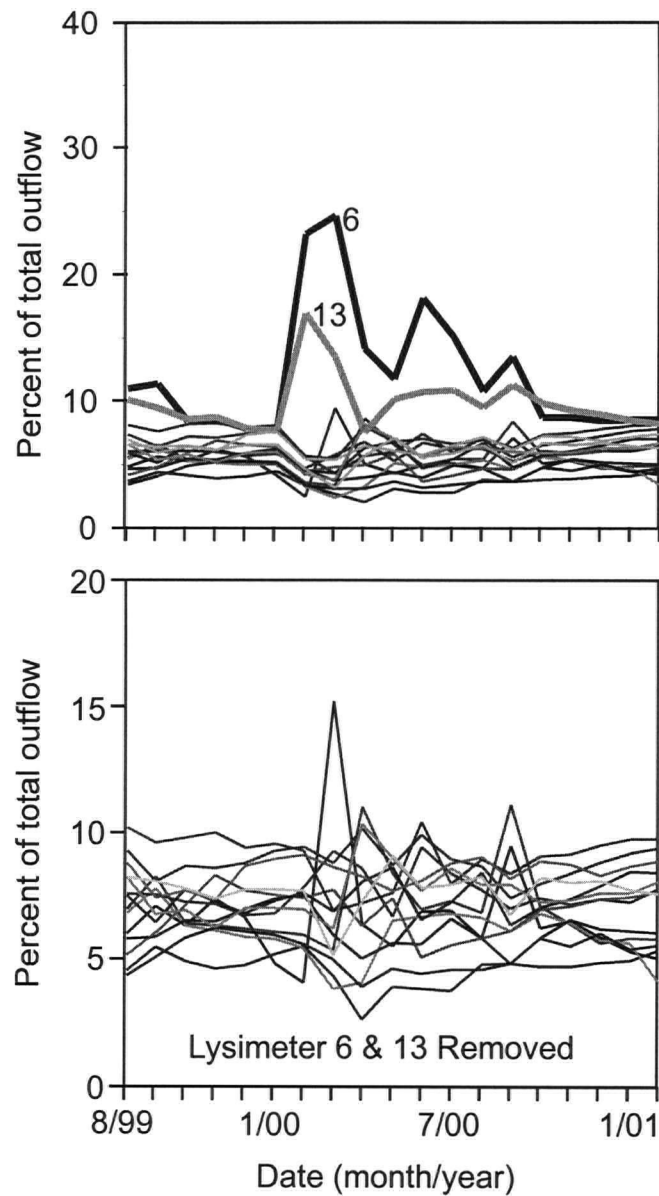 40
30
20
10
0
Percent of total outflow
6
13
20
15
10
5
0
Percent of total outflow
Lysimeter 6 & 13 Removed
8/99 1/00 7/00 1/01
Date (month/year)